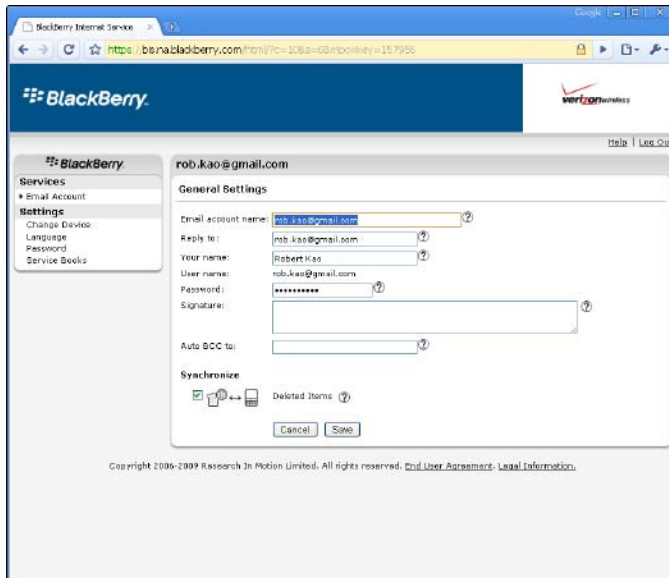 Google
BlackBerry Internet Service
https://bis.na.blackberry.com/html/?c=10&a=6&mboxkey=157956
BlackBerry
verizonwireless
Help | Log Ou
BlackBerry
Services
Email Account
Settings
Change Device
Language
Password
Service Books
rob.kao@gmail.com
General Settings
Email account name: rob.kao@gmail.com
Reply to: rob.kao@gmail.com
Your name: Robert Kao
User name: rob.kao@gmail.com
Password: ••••••••••
Signature:
Auto BCC to:
Synchronize
Deleted Items
Cancel Save
Copyright 2006-2009 Research In Motion Limited. All rights reserved. End User Agreement. Legal Information.